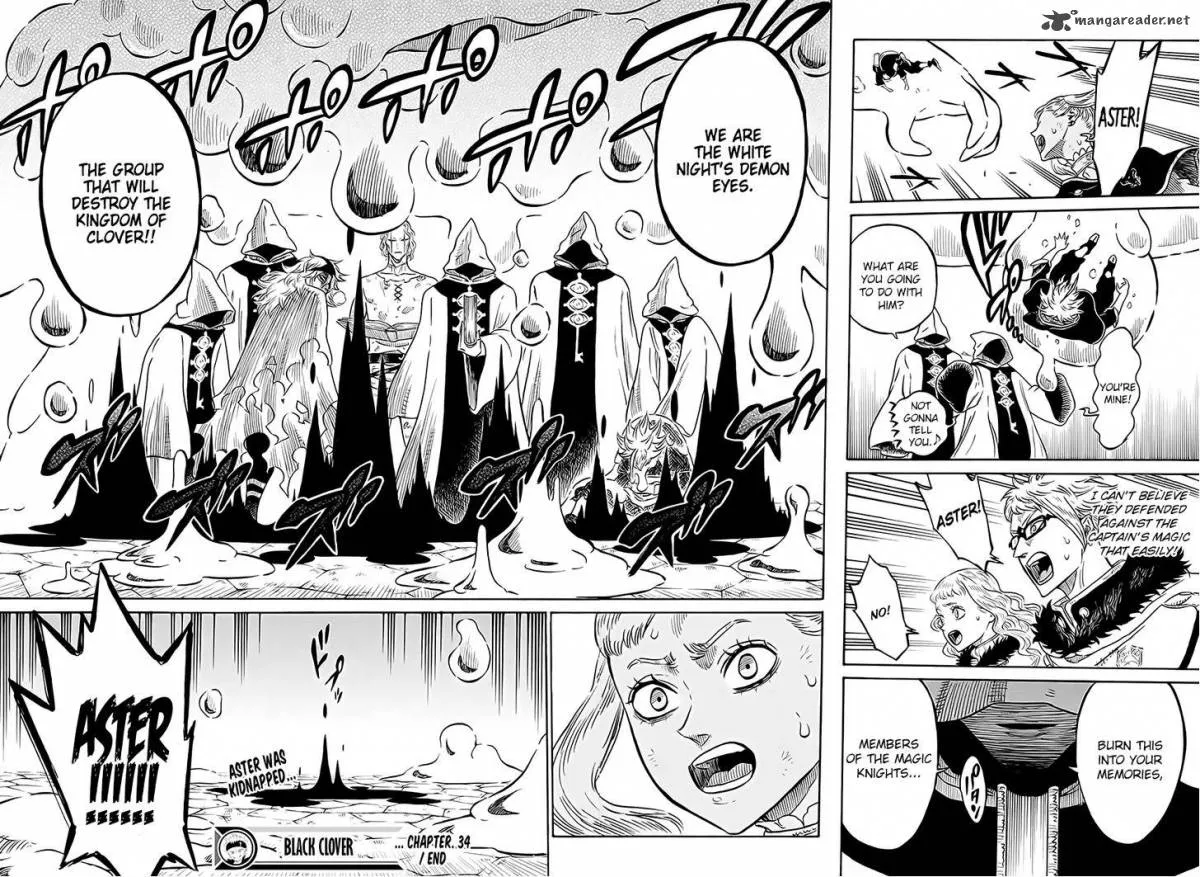 mangareader.net
ASTER!
WHAT ARE
YOU GOING
TO DO WITH
HIM?
YOU'RE
MINE!
NOT
GONNA
TELL
YOU♪
I CAN'T BELIEVE
THEY DEFENDED
AGAINST THE
CAPTAIN'S MAGIC
THAT EASILY!
ASTER!
NO!
BURN THIS
INTO YOUR
MEMORIES,
MEMBERS
OF THE MAGIC
KNIGHTS...
WE ARE
THE WHITE
NIGHT'S DEMON
EYES.
THE GROUP
THAT WILL
DESTROY THE
KINGDOM OF
CLOVER!!
ASTER WAS
KIDNAPPED...!
BLACK CLOVER
... CHAPTER..34
/ END